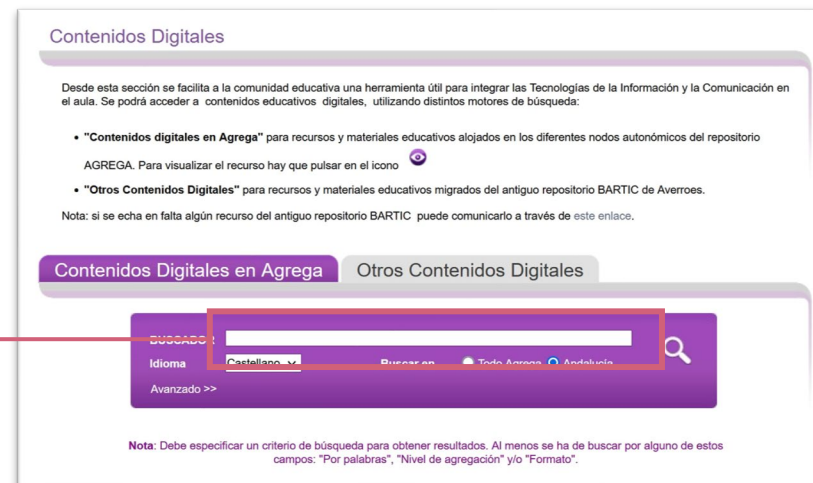 Contenidos Digitales
Desde esta sección se facilita a la comunidad educativa una herramienta útil para integrar las Tecnologías de la Información y la Comunicación en
el aula. Se podrá acceder a contenidos educativos digitales, utilizando distintos motores de búsqueda:
• "Contenidos digitales en Agrega" para recursos y materiales educativos alojados en los diferentes nodos autonómicos del repositorio
AGREGA. Para visualizar el recurso hay que pulsar en el icono
• "Otros Contenidos Digitales" para recursos y materiales educativos migrados del antiguo repositorio BARTIC de Averroes.
Nota: si se echa en falta algún recurso del antiguo repositorio BARTIC puede comunicarlo a través de este enlace.
Contenidos Digitales en Agrega Otros Contenidos Digitales
BUSCADOR
Idioma Castellano Buscar en Todo Agrega Andalucía
Avanzado >>
Nota: Debe especificar un criterio de búsqueda para obtener resultados. Al menos se ha de buscar por alguno de estos
campos: "Por palabras", "Nivel de agregación" y/o "Formato".